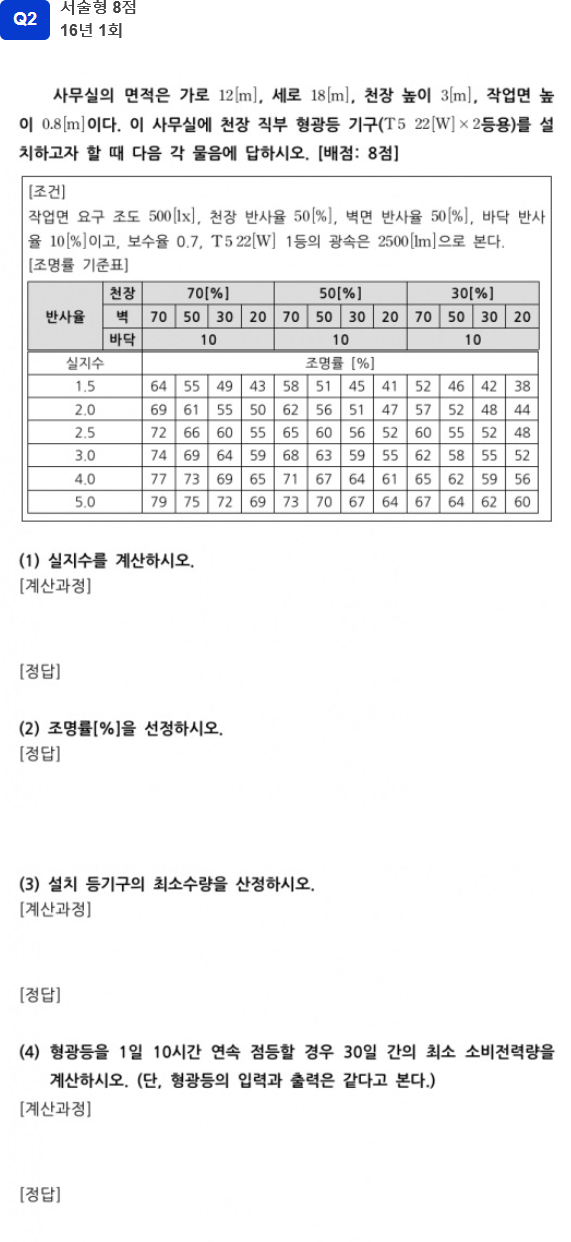 Q2
서술형 8점
16년 1회
사무실의 면적은 가로 12[m], 세로 18[m], 천장 높이 3[m], 작업면 높
이 0.8[m]이다. 이 사무실에 천장 직부 형광등 기구(T5 22[W]×2등용)를 설
치하고자 할 때 다음 각 물음에 답하시오. [배점: 8점]
[조건]
작업면 요구 조도 500[lx], 천장 반사율 50[%], 벽면 반사율 50[%], 바닥 반사
율 10[%]이고, 보수율 0.7, T5 22[W] 1등의 광속은 2500[lm]으로 본다.
[조명률 기준표]
반사율 천장 70[%] 50[%] 30[%]
벽 70 50 30 20 70 50 30 20 70 50 30 20
바닥 10 10 10
실지수 조명률 [%]
1.5 64 55 49 43 58 51 45 41 52 46 42 38
2.0 69 61 55 50 62 56 51 47 57 52 48 44
2.5 72 66 60 55 65 60 56 52 60 55 52 48
3.0 74 69 64 59 68 63 59 55 62 58 55 52
4.0 77 73 69 65 71 67 64 61 65 62 59 56
5.0 79 75 72 69 73 70 67 64 67 64 62 60
(1) 실지수를 계산하시오.
[계산과정]
[정답]
(2) 조명률[%]을 선정하시오.
[정답]
(3) 설치 등기구의 최소수량을 산정하시오.
[계산과정]
[정답]
(4) 형광등을 1일 10시간 연속 점등할 경우 30일 간의 최소 소비전력량을
계산하시오. (단, 형광등의 입력과 출력은 같다고 본다.)
[계산과정]
[정답]